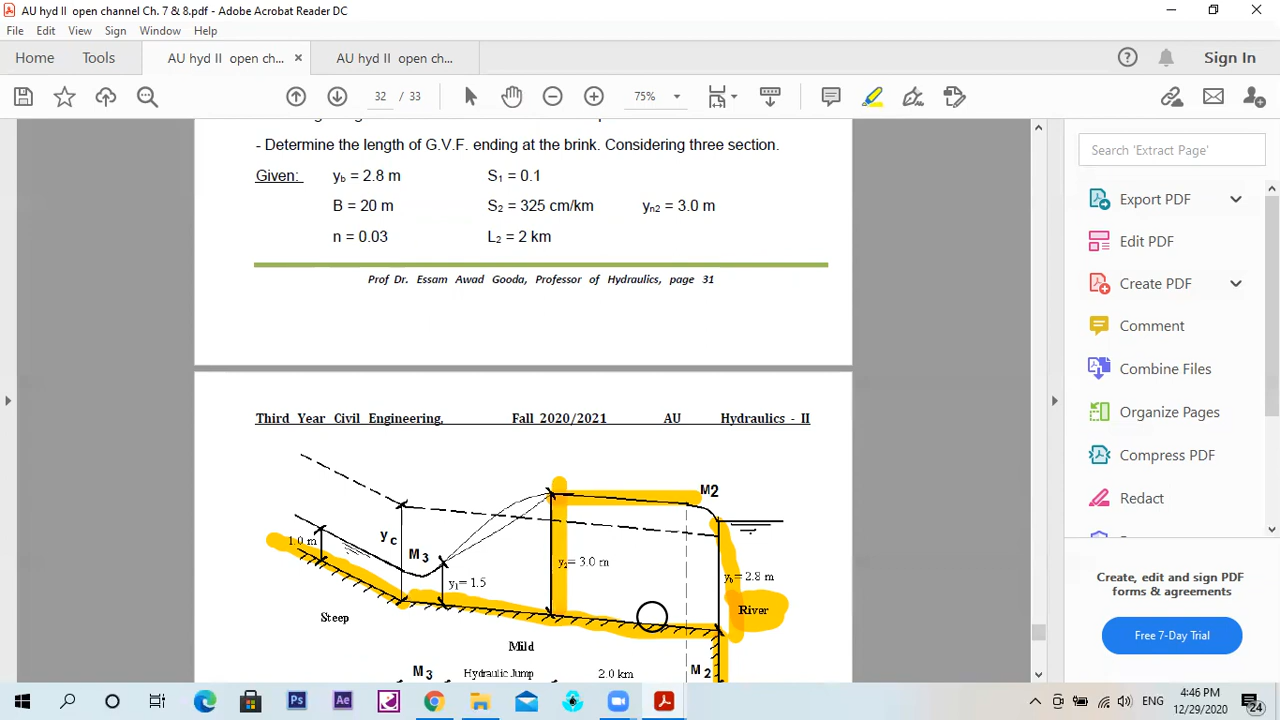 AU hyd II open channel Ch. 7 & 8.pdf - Adobe Acrobat Reader DC
File Edit View Sign Window Help
Home Tools AU hyd II open ch... × AU hyd II open ch... Sign In
32 / 33 75%
- Determine the length of G.V.F. ending at the brink. Considering three section.
Given: yb = 2.8 m S1 = 0.1
B = 20 m S2 = 325 cm/km yn2 = 3.0 m
n = 0.03 L2 = 2 km
Prof Dr. Essam Awad Gooda, Professor of Hydraulics, page 31
Third Year Civil Engineering, Fall 2020/2021 AU Hydraulics - II
M2
yc
1.0 m
M3
y1= 1.5
y2= 3.0 m
yb= 2.8 m
River
Steep
Mild
M3 Hydraulic Jump 2.0 km M2
Search 'Extract Page'
Export PDF
Edit PDF
Create PDF
Comment
Combine Files
Organize Pages
Compress PDF
Redact
Create, edit and sign PDF
forms & agreements
Free 7-Day Trial
Ps Ae ENG 4:46 PM
12/29/2020 24